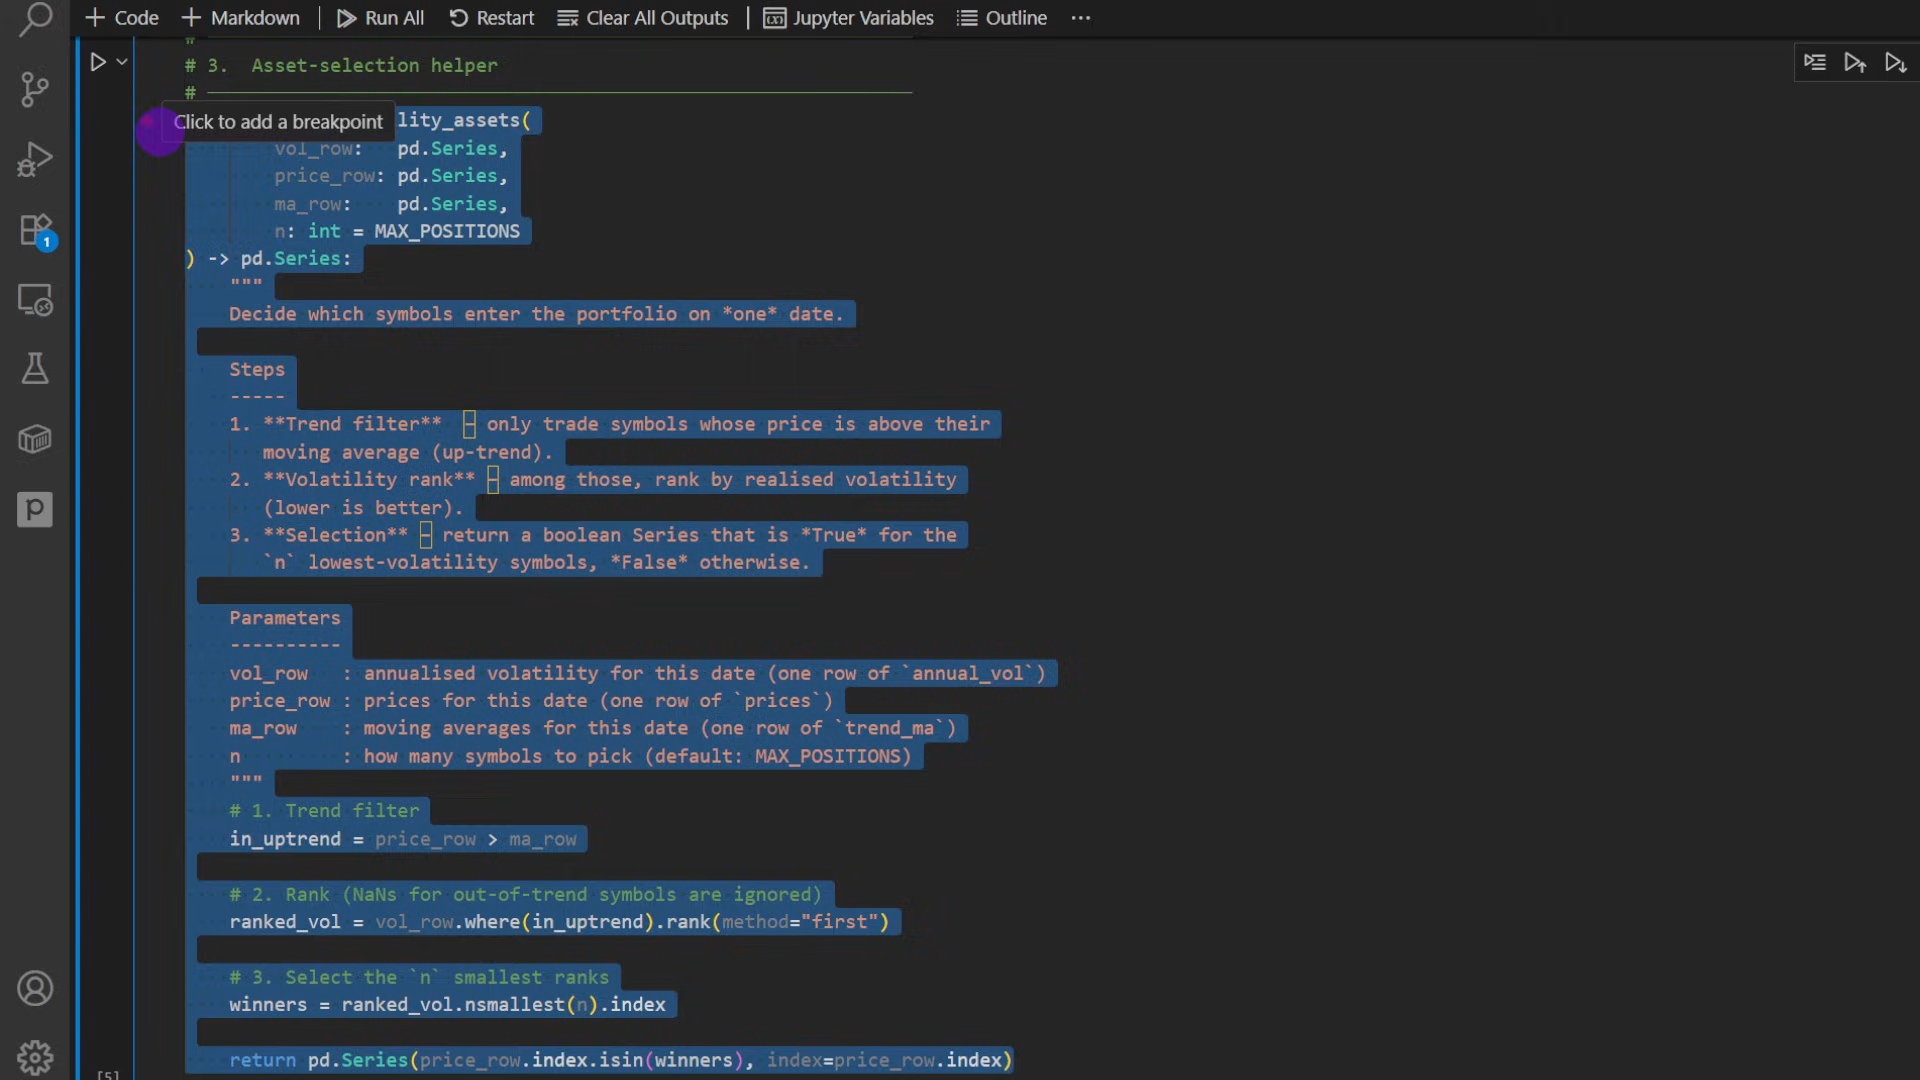 Code Markdown Run All Restart Clear All Outputs Jupyter Variables Outline ...
# 3. Asset-selection helper
#
Click to add a breakpoint lity_assets(
vol_row: pd.Series,
price_row: pd.Series,
ma_row: pd.Series,
n: int = MAX_POSITIONS
) -> pd.Series:
"""
Decide which symbols enter the portfolio on *one* date.
Steps
-----
1. **Trend filter** – only trade symbols whose price is above their
moving average (up-trend).
2. **Volatility rank** – among those, rank by realised volatility
(lower is better).
3. **Selection** – return a boolean Series that is *True* for the
`n` lowest-volatility symbols, *False* otherwise.
Parameters
----------
vol_row : annualised volatility for this date (one row of `annual_vol`)
price_row : prices for this date (one row of `prices`)
ma_row : moving averages for this date (one row of `trend_ma`)
n : how many symbols to pick (default: MAX_POSITIONS)
"""
# 1. Trend filter
in_uptrend = price_row > ma_row
# 2. Rank (NaNs for out-of-trend symbols are ignored)
ranked_vol = vol_row.where(in_uptrend).rank(method="first")
# 3. Select the `n` smallest ranks
winners = ranked_vol.nsmallest(n).index
return pd.Series(price_row.index.isin(winners), index=price_row.index)
[5]
1